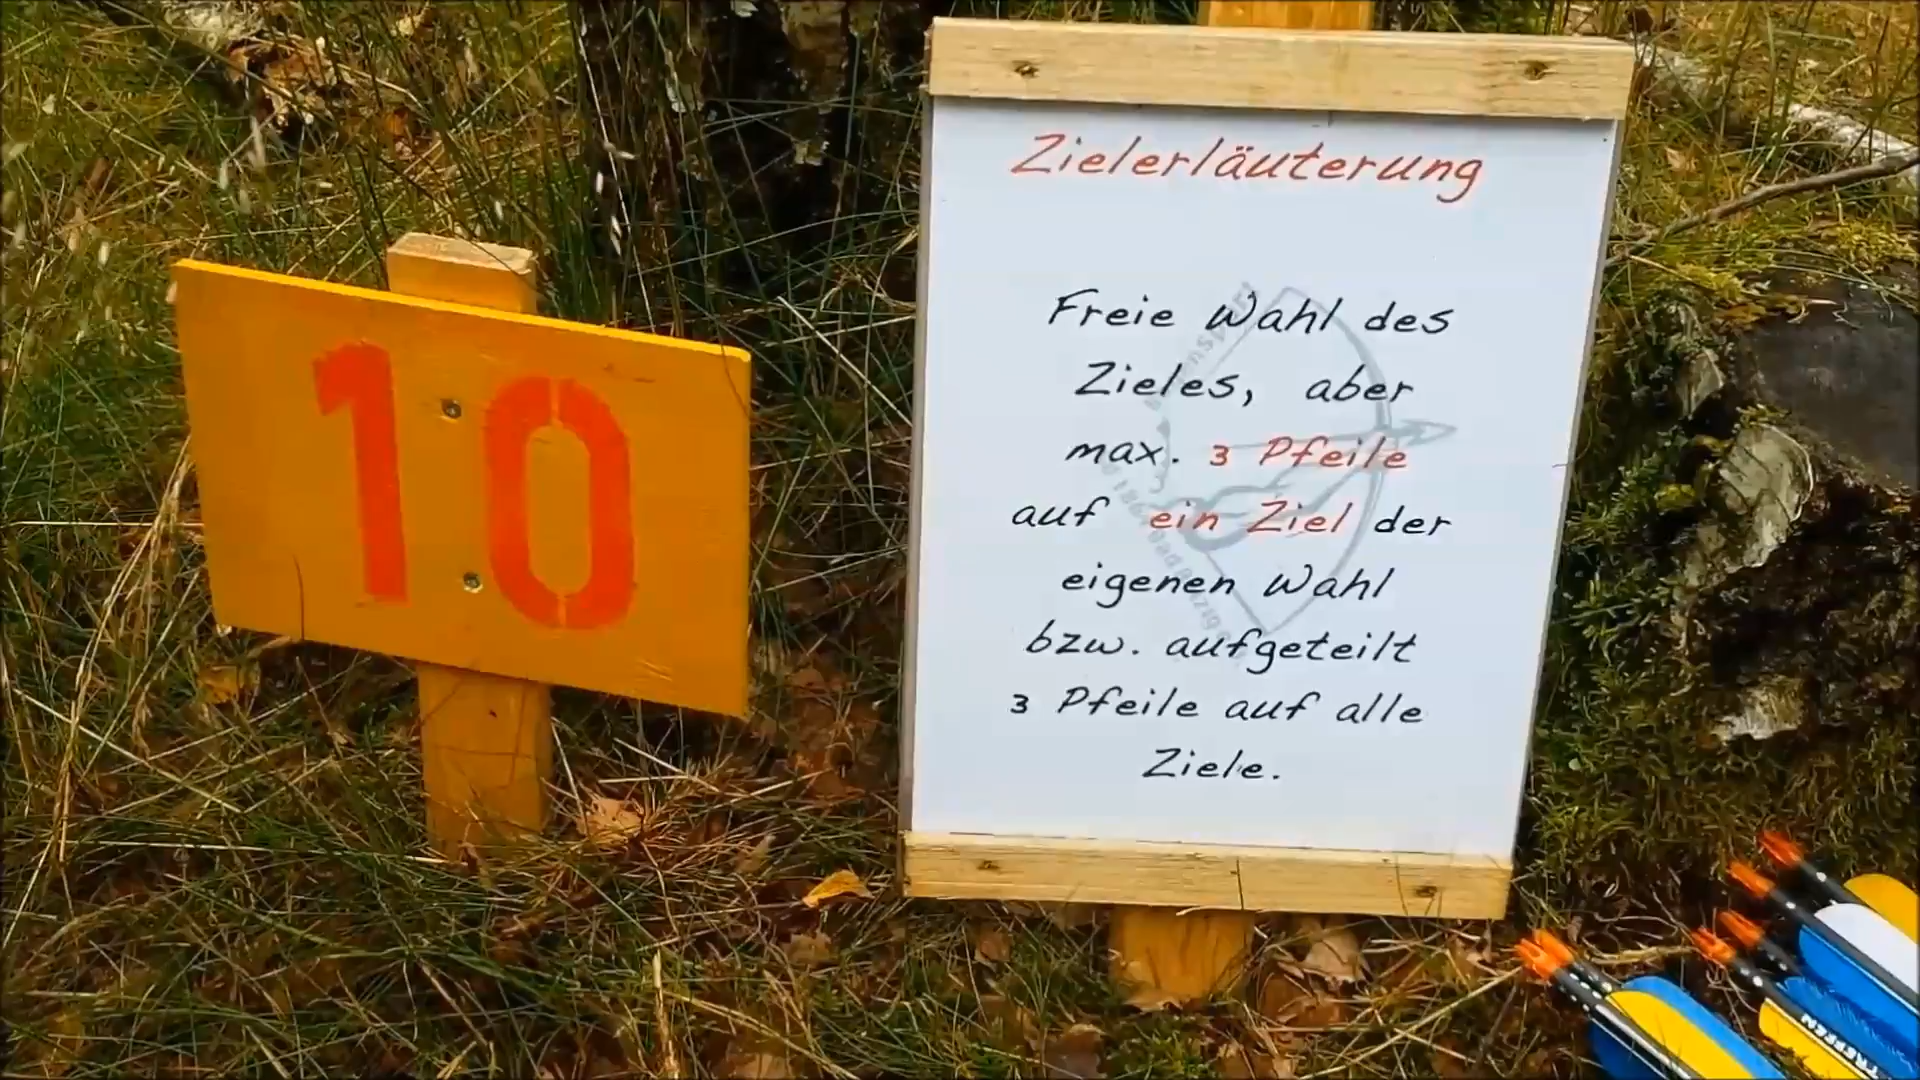 10
Zielerläuterung
Freie Wahl des
Zieles, aber
max. 3 Pfeile
auf ein Ziel der
eigenen Wahl
bzw. aufgeteilt
3 Pfeile auf alle
Ziele.